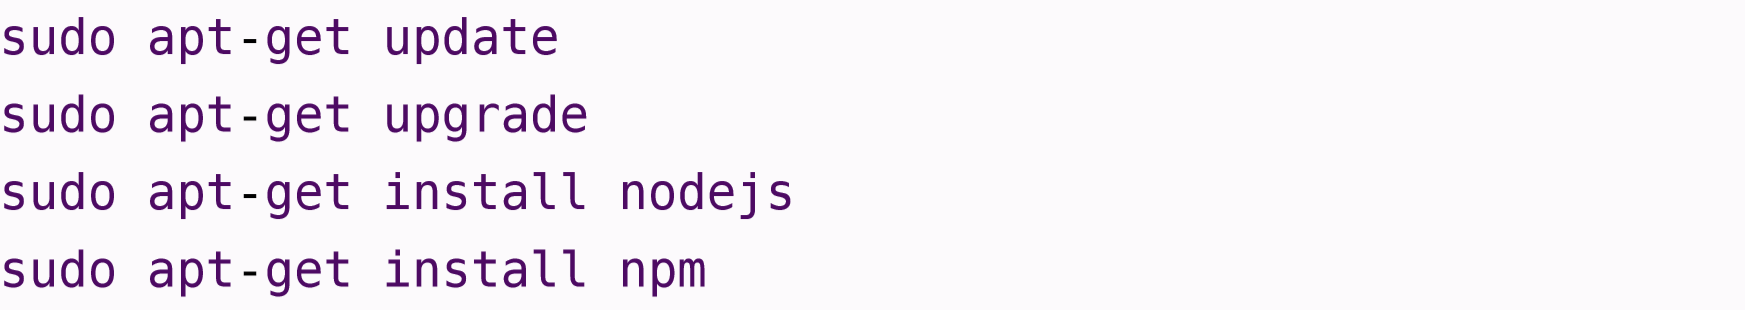 sudo apt-get update
sudo apt-get upgrade
sudo apt-get install nodejs
sudo apt-get install npm